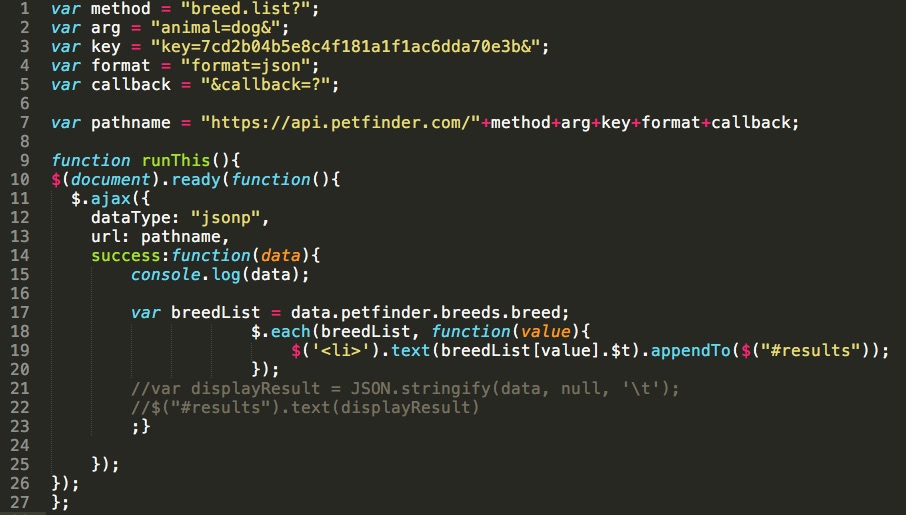 1 var method = "breed.list?";
2 var arg = "animal=dog&";
3 var key = "key=7cd2b04b5e8c4f181a1f1ac6dda70e3b&";
4 var format = "format=json";
5 var callback = "&callback=?";
6
7 var pathname = "https://api.petfinder.com/"+method+arg+key+format+callback;
8
9 function runThis(){
10 $(document).ready(function(){
11   $.ajax({
12     dataType: "jsonp",
13     url: pathname,
14     success:function(data){
15         console.log(data);
16
17         var breedList = data.petfinder.breeds.breed;
18                     $.each(breedList, function(value){
19                         $('<li>').text(breedList[value].$t).appendTo($("#results"));
20                     });
21         //var displayResult = JSON.stringify(data, null, '\t');
22         //$("#results").text(displayResult)
23         ;}
24
25     });
26 });
27 };